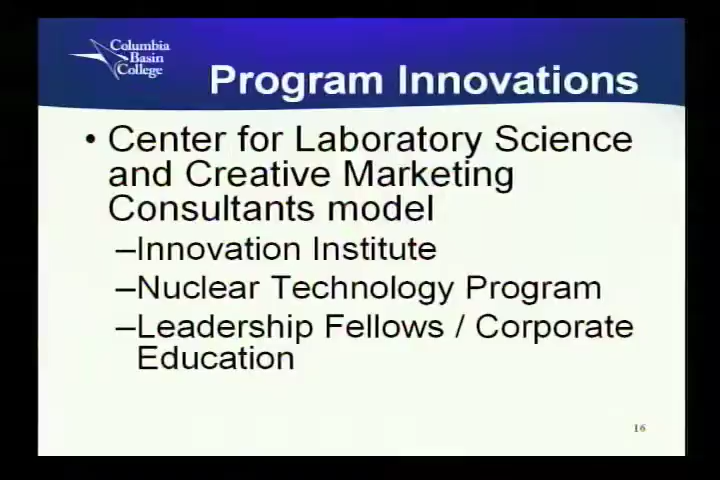 Columbia
Basin
College
Program Innovations
• Center for Laboratory Science
and Creative Marketing
Consultants model
–Innovation Institute
–Nuclear Technology Program
–Leadership Fellows / Corporate
Education
16